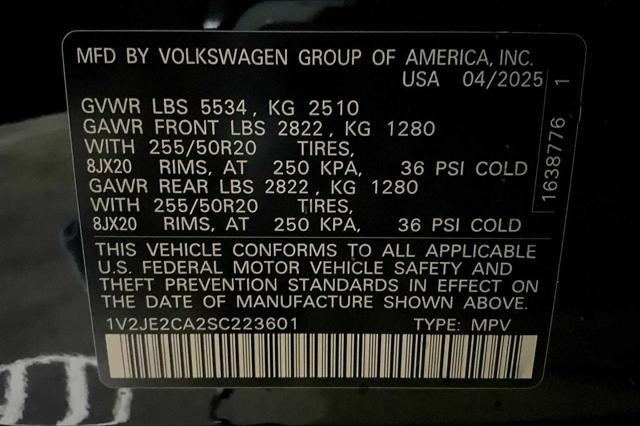 MFD BY VOLKSWAGEN GROUP OF AMERICA, INC.
USA 04/2025
GVWR LBS 5534, KG 2510
GAWR FRONT LBS 2822, KG 1280
WITH 255/50R20 TIRES,
8JX20 RIMS, AT 250 KPA, 36 PSI COLD
GAWR REAR LBS 2822, KG 1280
WITH 255/50R20 TIRES,
8JX20 RIMS, AT 250 KPA, 36 PSI COLD
1638776 1
THIS VEHICLE CONFORMS TO ALL APPLICABLE
U.S. FEDERAL MOTOR VEHICLE SAFETY AND
THEFT PREVENTION STANDARDS IN EFFECT ON
THE DATE OF MANUFACTURE SHOWN ABOVE.
1V2JE2CA2SC223601 TYPE: MPV